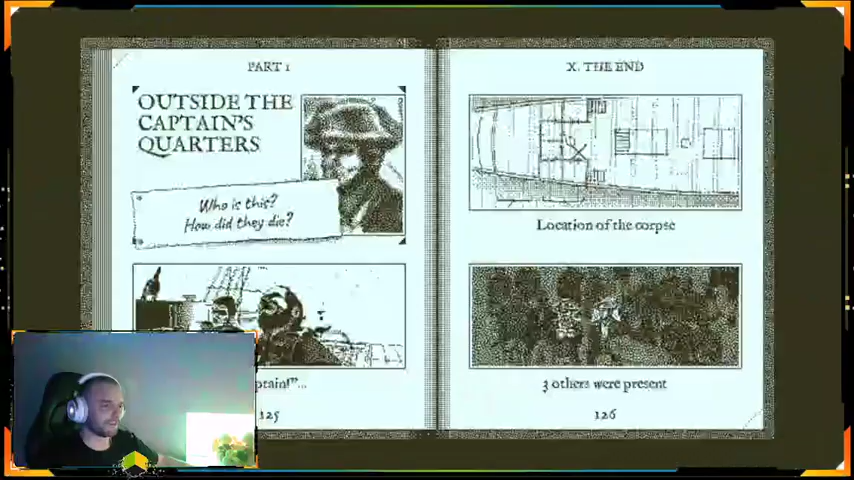 PART 1
OUTSIDE THE
CAPTAIN'S
QUARTERS
Who is this?
How did they die?
ptain!"...
125
X. THE END
Location of the corpse
3 others were present
126